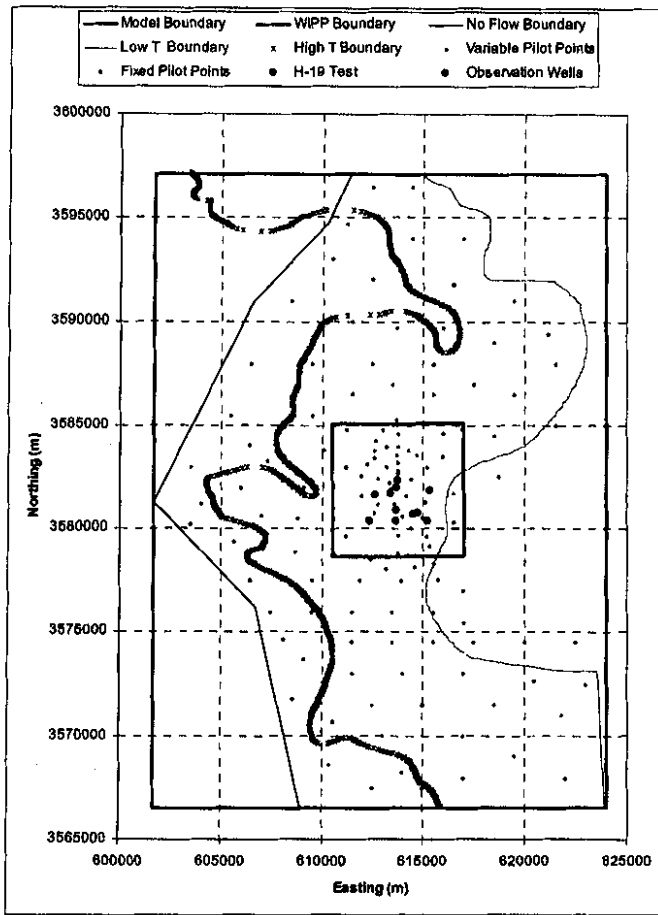 Model Boundary WIPP Boundary No Flow Boundary
Low T Boundary High T Boundary Variable Pilot Points
Fixed Pilot Points H-19 Test Observation Wells
3600000
3595000
3590000
3585000
3580000
3575000
3570000
3565000
Northing (m)
600000 605000 610000 615000 620000 625000
Easting (m)